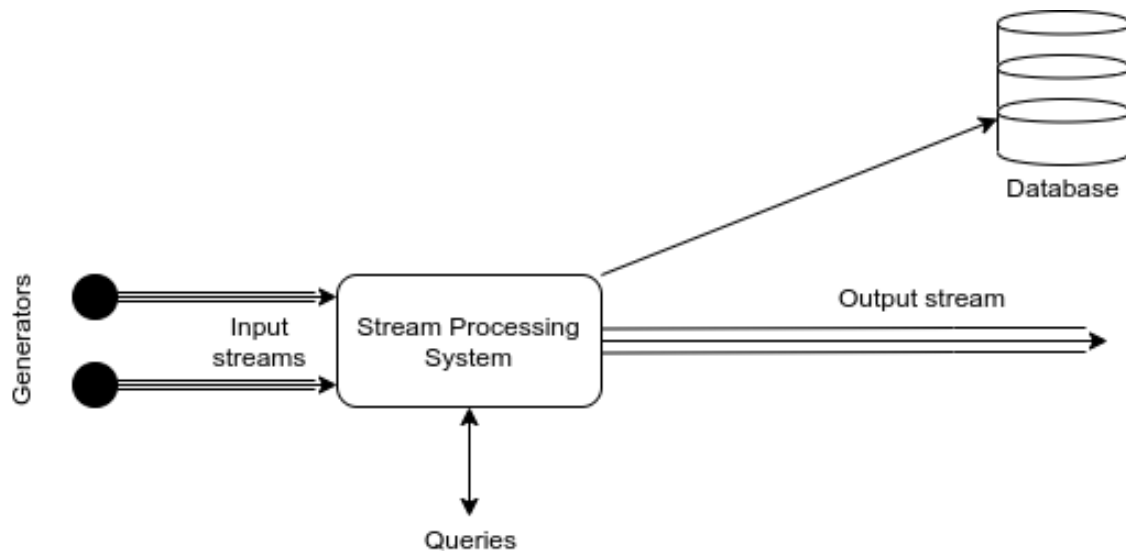 Database
Generators
Input
streams
Stream Processing
System
Output stream
Queries